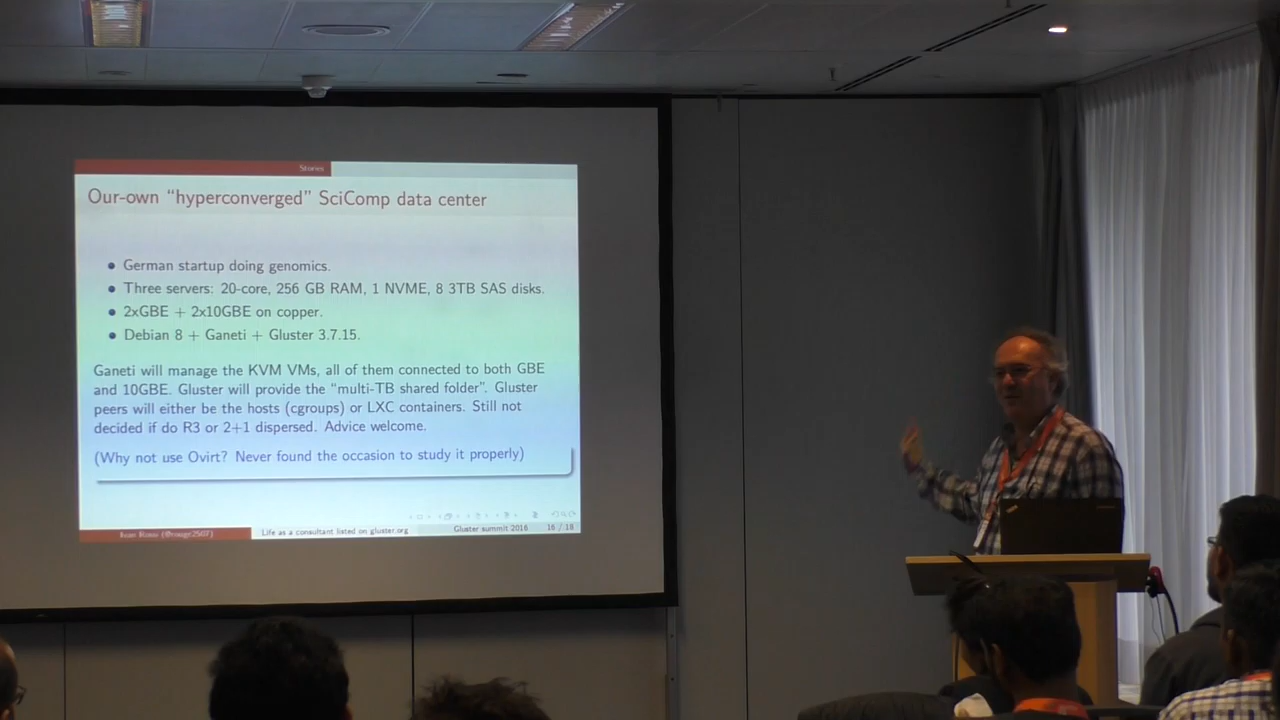 Stories
Our-own “hyperconverged” SciComp data center
German startup doing genomics.
Three servers: 20-core, 256 GB RAM, 1 NVME, 8 3TB SAS disks.
2xGBE + 2x10GBE on copper.
Debian 8 + Ganeti + Gluster 3.7.15.
Ganeti will manage the KVM VMs, all of them connected to both GBE
and 10GBE. Gluster will provide the “multi-TB shared folder”. Gluster
peers will either be the hosts (cgroups) or LXC containers. Still not
decided if do R3 or 2+1 dispersed. Advice welcome.
(Why not use Ovirt? Never found the occasion to study it properly)
Life as a consultant listed on gluster.org
Gluster summit 2016
16 / 18